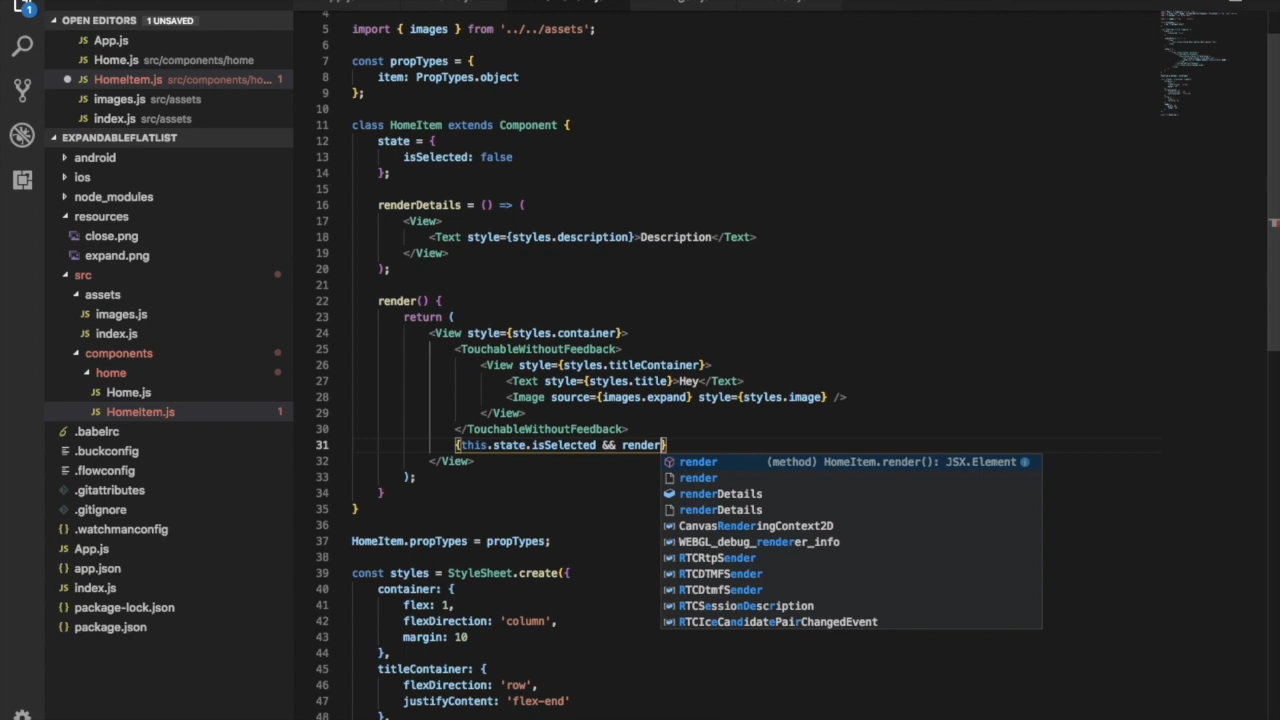 1
OPEN EDITORS 1 UNSAVED
App.js
Home.js src/components/home
HomeItem.js src/components/ho... 1
images.js src/assets
index.js src/assets
EXPANDABLEFLATLIST
android
ios
node_modules
resources
close.png
expand.png
src
assets
images.js
index.js
components
home
Home.js
HomeItem.js 1
.babelrc
.buckconfig
.flowconfig
.gitattributes
.gitignore
.watchmanconfig
App.js
app.json
index.js
package-lock.json
package.json
4
5 import { images } from '../../assets';
6
7 const propTypes = {
8 item: PropTypes.object
9 };
10
11 class HomeItem extends Component {
12 state = {
13 isSelected: false
14 };
15
16 renderDetails = () => (
17 <View>
18 <Text style={styles.description}>Description</Text>
19 </View>
20 );
21
22 render() {
23 return (
24 <View style={styles.container}>
25 <TouchableWithoutFeedback>
26 <View style={styles.titleContainer}>
27 <Text style={styles.title}>Hey</Text>
28 <Image source={images.expand} style={styles.image} />
29 </View>
30 </TouchableWithoutFeedback>
31 {this.state.isSelected && render}
32 </View>
33 );
34 }
35 }
36
37 HomeItem.propTypes = propTypes;
38
39 const styles = StyleSheet.create({
40 container: {
41 flex: 1,
42 flexDirection: 'column',
43 margin: 10
44 },
45 titleContainer: {
46 flexDirection: 'row',
47 justifyContent: 'flex-end'
48 },
render (method) HomeItem.render(): JSX.Element
render
renderDetails
renderDetails
CanvasRenderingContext2D
WEBGL_debug_renderer_info
RTCRtpSender
RTCDTMFSender
RTCDtmfSender
RTCSessionDescription
RTCIceCandidatePairChangedEvent